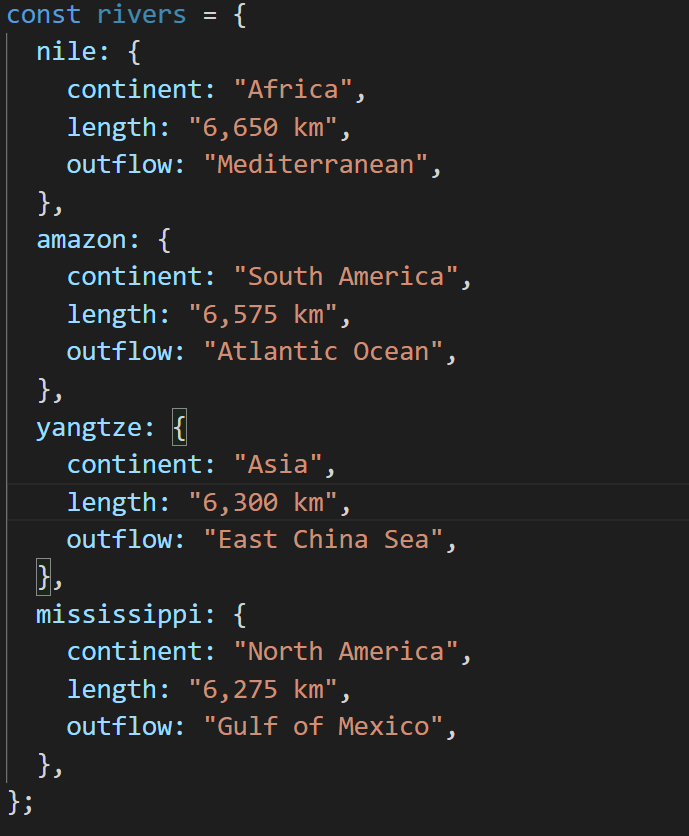 const rivers = {
  nile: {
    continent: "Africa",
    length: "6,650 km",
    outflow: "Mediterranean",
  },
  amazon: {
    continent: "South America",
    length: "6,575 km",
    outflow: "Atlantic Ocean",
  },
  yangtze: {
    continent: "Asia",
    length: "6,300 km",
    outflow: "East China Sea",
  },
  mississippi: {
    continent: "North America",
    length: "6,275 km",
    outflow: "Gulf of Mexico",
  },
};